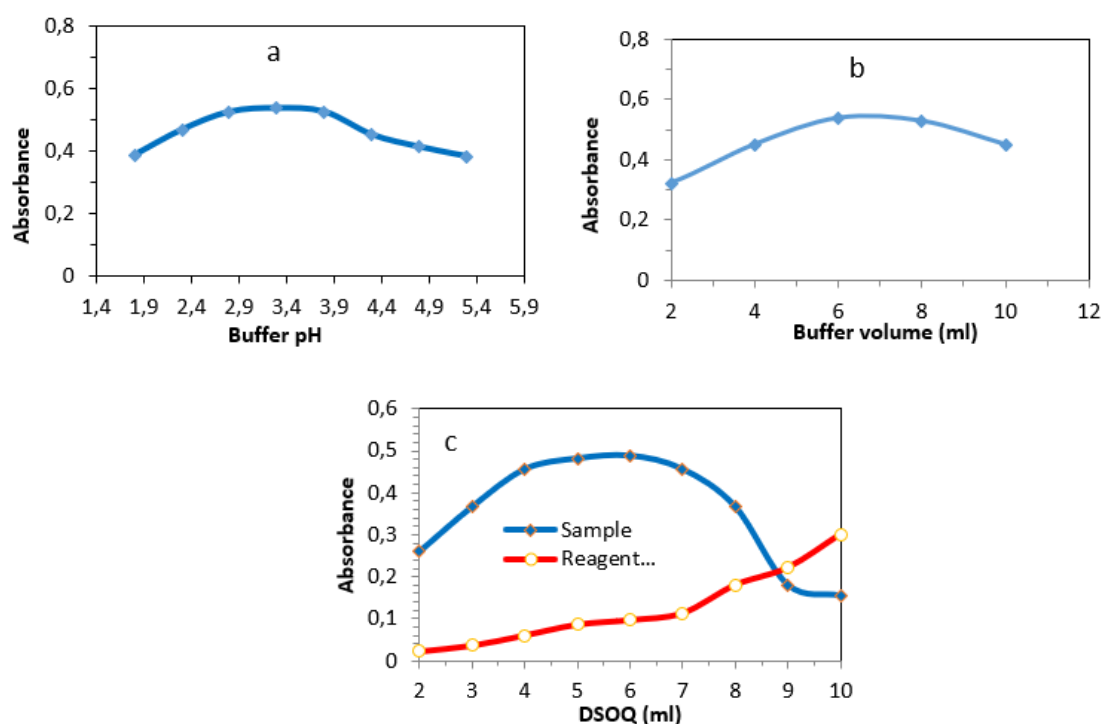 a
Absorbance
0,8
0,6
0,4
0,2
0
1,4 1,9 2,4 2,9 3,4 3,9 4,4 4,9 5,4 5,9
Buffer pH
b
Absorbance
0,8
0,6
0,4
0,2
0
2 4 6 8 10 12
Buffer volume (ml)
c
Absorbance
0,6
0,5
0,4
0,3
0,2
0,1
0
Sample
Reagent...
2 3 4 5 6 7 8 9 10
DSOQ (ml)